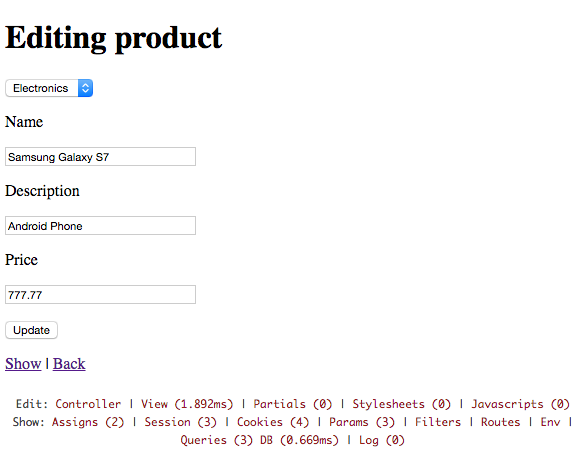 Editing product
Electronics
Name
Samsung Galaxy S7
Description
Android Phone
Price
777.77
Update
Show | Back
Edit: Controller | View (1.892ms) | Partials (0) | Stylesheets (0) | Javascripts (0)
Show: Assigns (2) | Session (3) | Cookies (4) | Params (3) | Filters | Routes | Env |
Queries (3) DB (0.669ms) | Log (0)